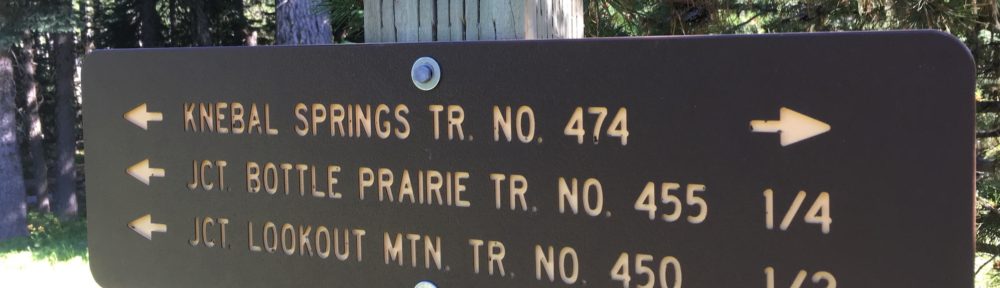 KNEBAL SPRINGS TR. NO. 474
JCT. BOTTLE PRAIRIE TR. NO. 455 1/4
JCT. LOOKOUT MTN. TR. NO. 450